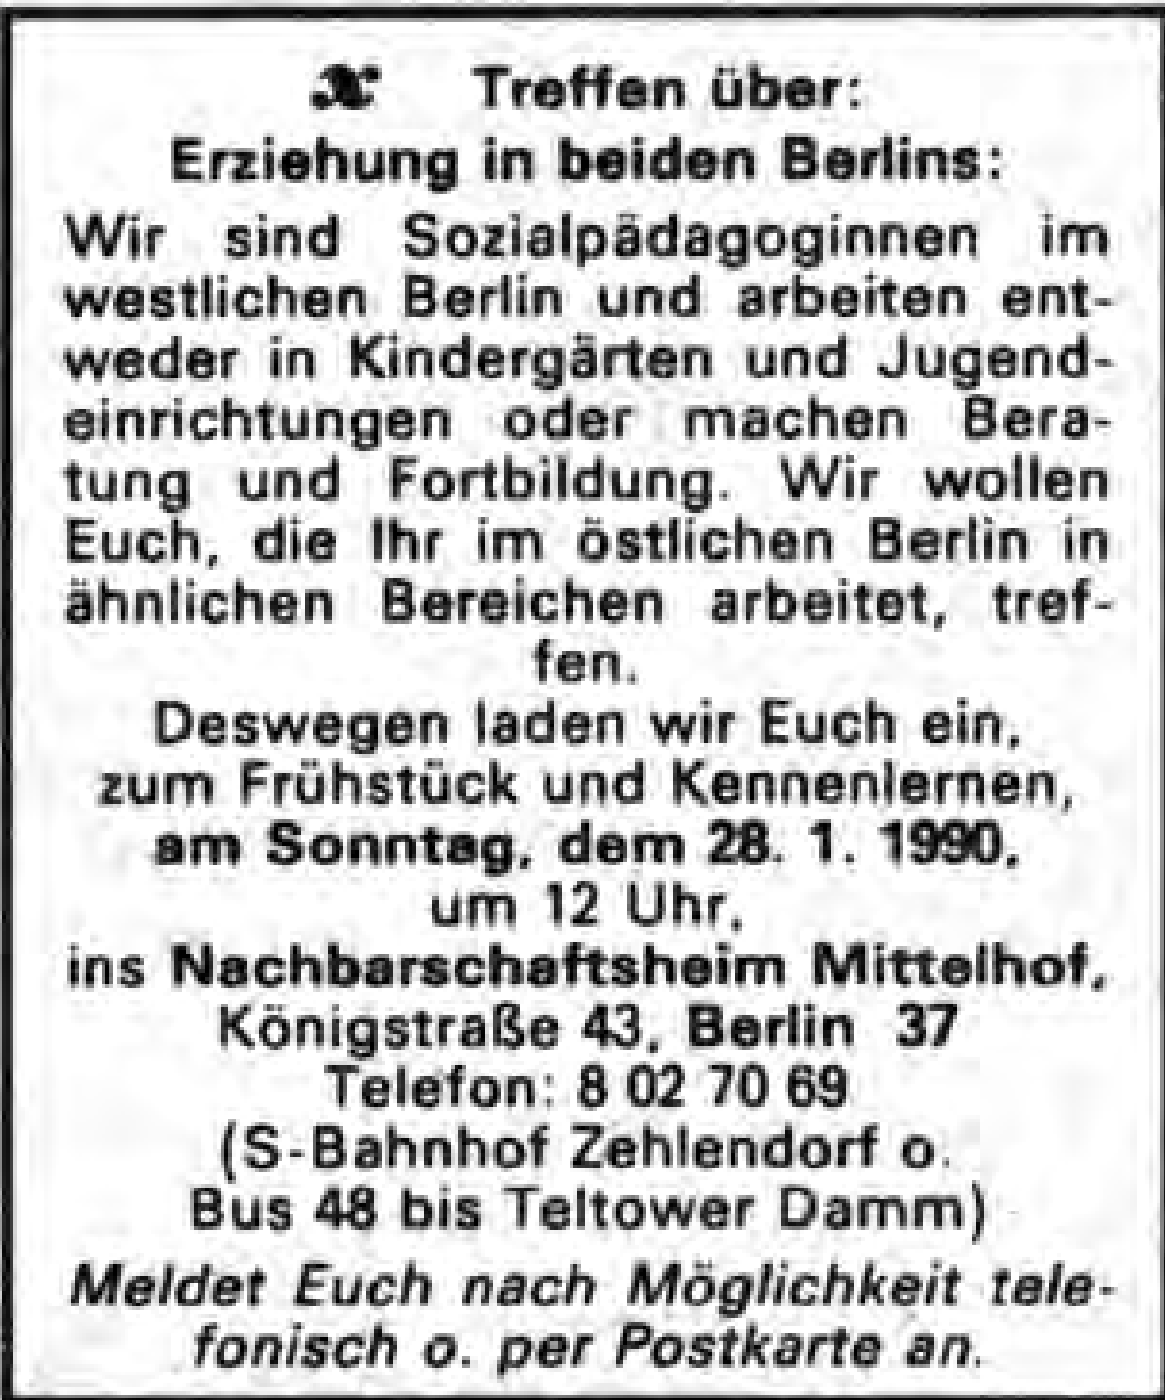 Treffen über:
Erziehung in beiden Berlins:
Wir sind Sozialpädagoginnen im
westlichen Berlin und arbeiten ent-
weder in Kindergärten und Jugend-
einrichtungen oder machen Bera-
tung und Fortbildung. Wir wollen
Euch, die Ihr im östlichen Berlin in
ähnlichen Bereichen arbeitet, tref-
fen.
Deswegen laden wir Euch ein,
zum Frühstück und Kennenlernen,
am Sonntag, dem 28. 1. 1990,
um 12 Uhr,
ins Nachbarschaftsheim Mittelhof,
Königstraße 43, Berlin 37
Telefon: 8 02 70 69
(S-Bahnhof Zehlendorf o.
Bus 48 bis Teltower Damm)
Meldet Euch nach Möglichkeit tele-
fonisch o. per Postkarte an.